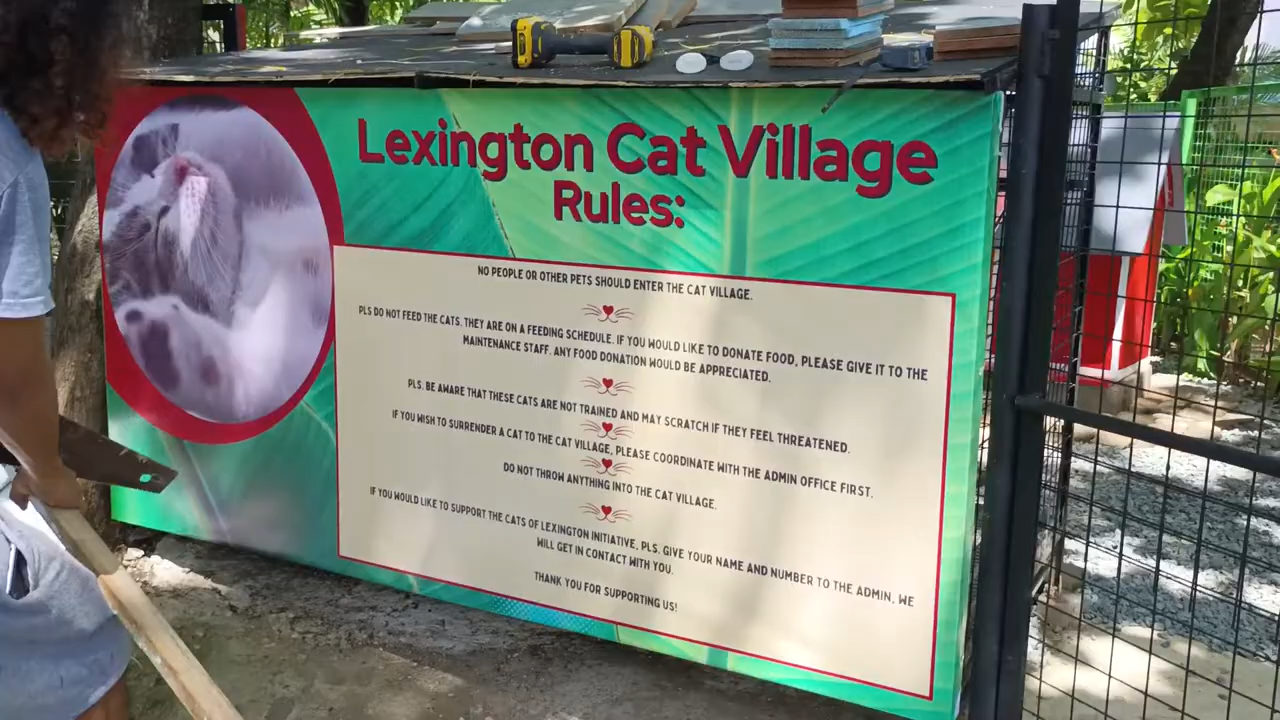 Lexington Cat Village
Rules:
NO PEOPLE OR OTHER PETS SHOULD ENTER THE CAT VILLAGE.
PLS DO NOT FEED THE CATS. THEY ARE ON A FEEDING SCHEDULE. IF YOU WOULD LIKE TO DONATE FOOD, PLEASE GIVE IT TO THE
MAINTENANCE STAFF. ANY FOOD DONATION WOULD BE APPRECIATED.
PLS. BE AWARE THAT THESE CATS ARE NOT TRAINED AND MAY SCRATCH IF THEY FEEL THREATENED.
IF YOU WISH TO SURRENDER A CAT TO THE CAT VILLAGE, PLEASE COORDINATE WITH THE ADMIN OFFICE FIRST.
DO NOT THROW ANYTHING INTO THE CAT VILLAGE.
IF YOU WOULD LIKE TO SUPPORT THE CATS OF LEXINGTON INITIATIVE, PLS. GIVE YOUR NAME AND NUMBER TO THE ADMIN, WE
WILL GET IN CONTACT WITH YOU.
THANK YOU FOR SUPPORTING US!